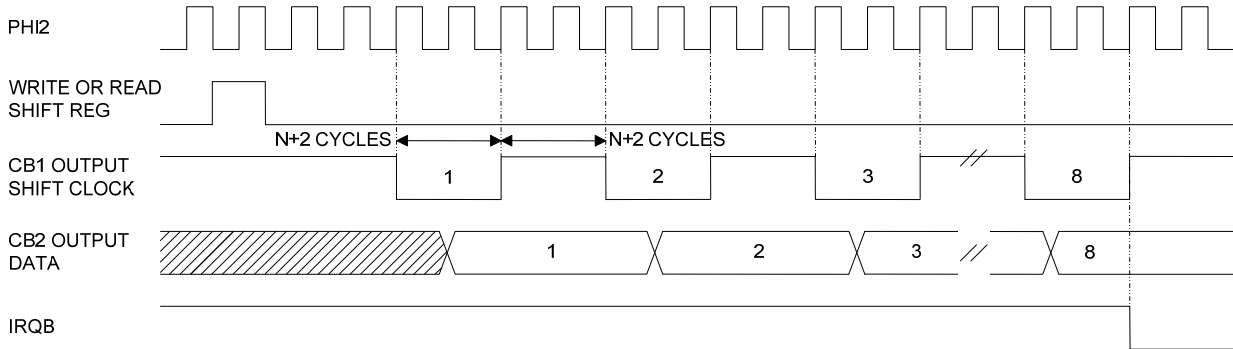 PHI2
WRITE OR READ
SHIFT REG
N+2 CYCLES N+2 CYCLES
CB1 OUTPUT
SHIFT CLOCK
1 2 3 8
CB2 OUTPUT
DATA
1 2 3 8
IRQB